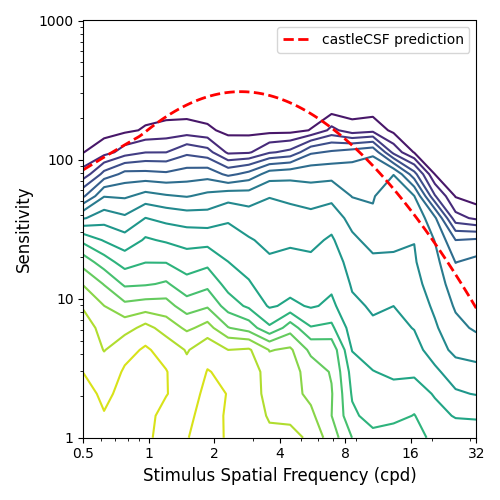 1000
castleCSF prediction
100
Sensitivity
10
1
0.5 1 2 4 8 16 32
Stimulus Spatial Frequency (cpd)